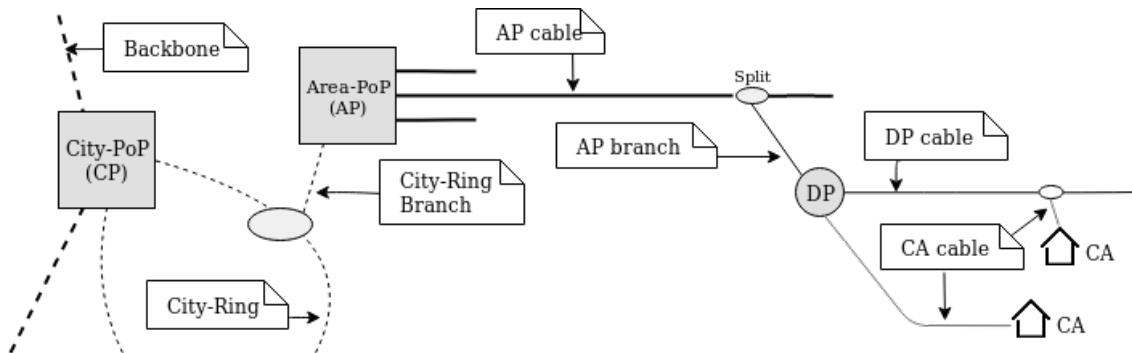 Backbone
AP cable
Area-PoP
(AP)
Split
City-PoP
(CP)
AP branch
DP cable
City-Ring
Branch
DP
CA cable
CA
City-Ring
CA